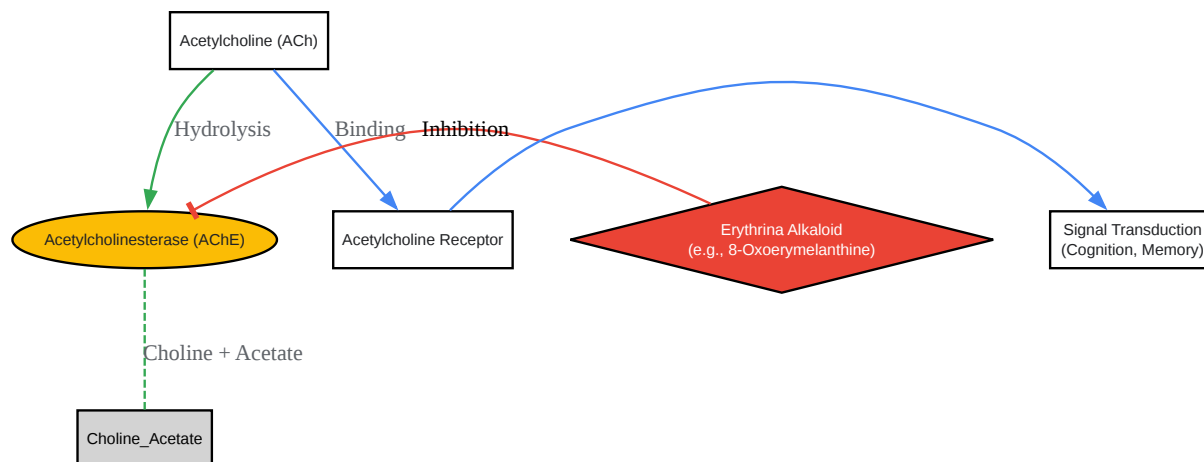 Acetylcholine (ACh)
Hydrolysis
Binding
Inhibition
Acetylcholinesterase (AChE)
Acetylcholine Receptor
Erythrina Alkaloid
(e.g., 8-Oxoerymelanthine)
Signal Transduction
(Cognition, Memory)
Choline + Acetate
Choline_Acetate